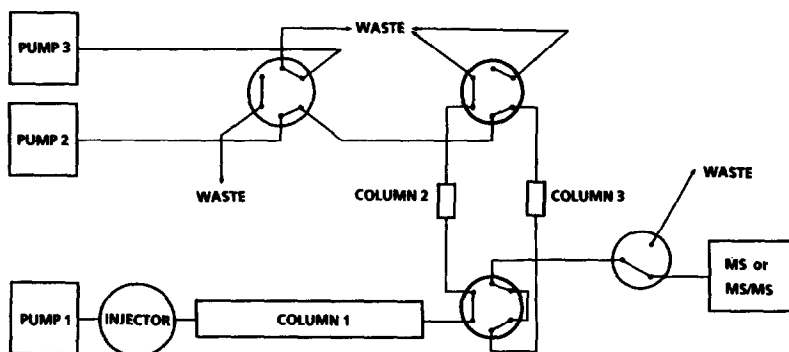 PUMP 3
WASTE
PUMP 2
WASTE
COLUMN 2
COLUMN 3
WASTE
MS or
MS/MS
PUMP 1
INJECTOR
COLUMN 1